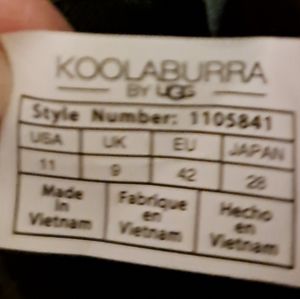 KOOLABURRA
BY UGG
Style Number: 1105841
USA UK EU JAPAN
11 9 42 28
Made in Vietnam
Fabrique en Vietnam
Hecho en Vietnam